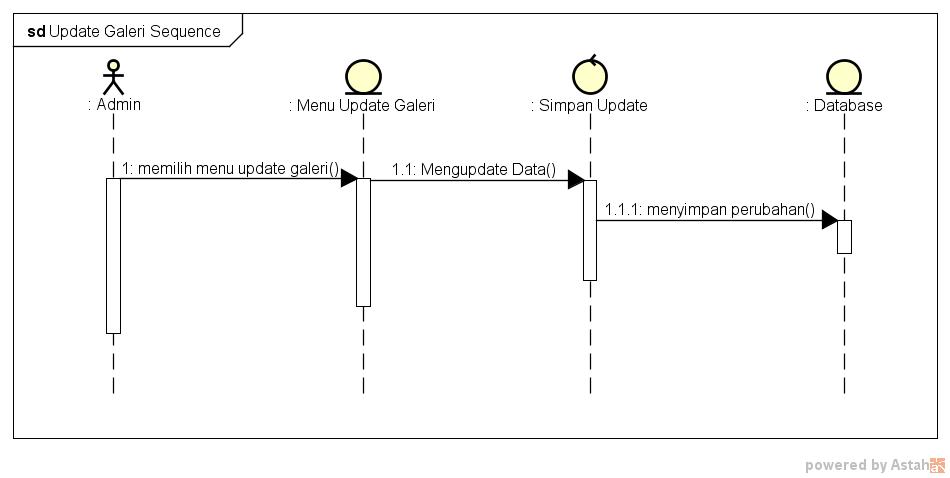 sd Update Galeri Sequence
: Admin
: Menu Update Galeri
: Simpan Update
: Database
1: memilih menu update galeri()
1.1: Mengupdate Data()
1.1.1: menyimpan perubahan()
powered by Astah